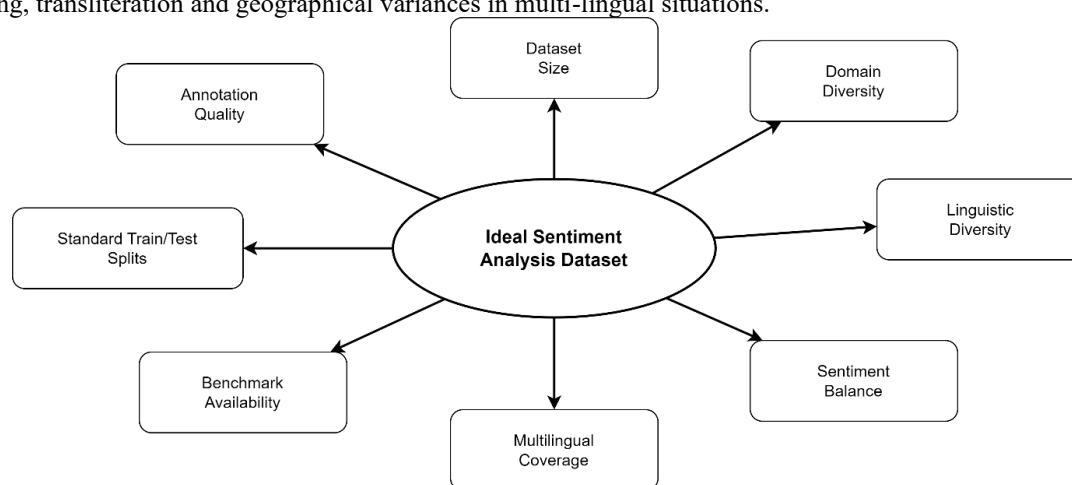 transliteration and geographical variances in multi-lingual situations.
Dataset
Size
Domain
Diversity
Annotation
Quality
Linguistic
Diversity
Standard Train/Test
Splits
Ideal Sentiment
Analysis Dataset
Benchmark
Availability
Sentiment
Balance
Multilingual
Coverage